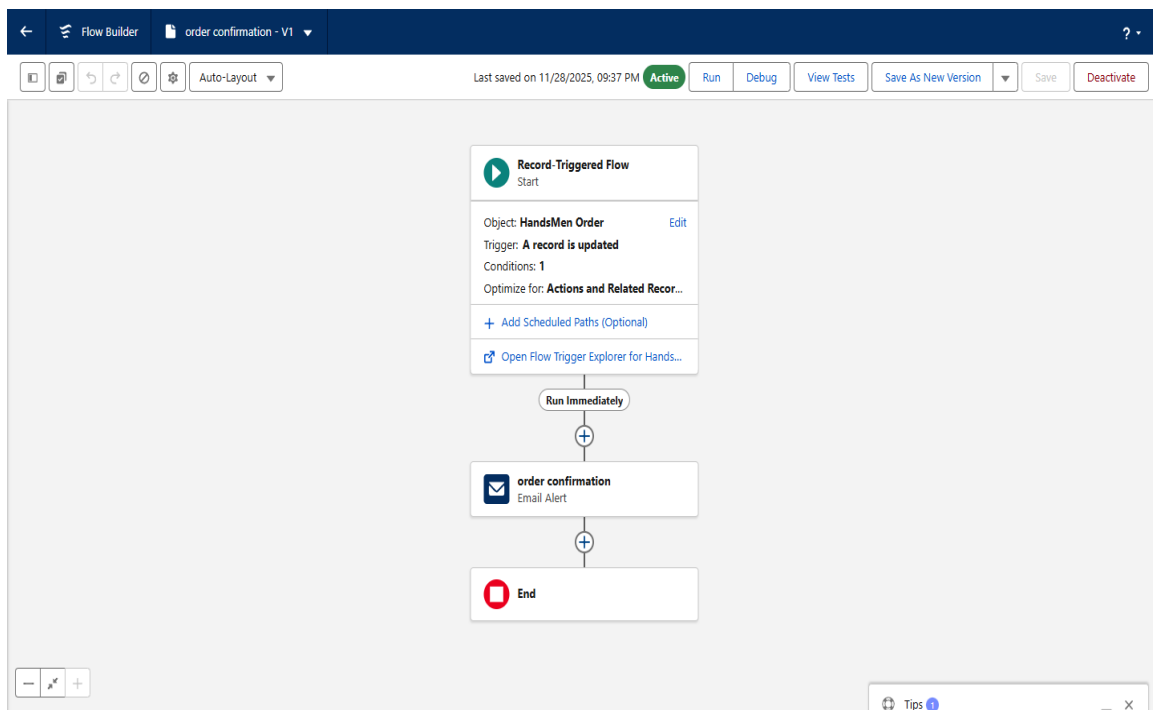 Flow Builder order confirmation - V1 ?
Auto-Layout Last saved on 11/28/2025, 09:37 PM Active Run Debug View Tests Save As New Version Save Deactivate
Record-Triggered Flow
Start
Object: HandsMen Order Edit
Trigger: A record is updated
Conditions: 1
Optimize for: Actions and Related Recor...
+ Add Scheduled Paths (Optional)
Open Flow Trigger Explorer for Hands...
Run Immediately
order confirmation
Email Alert
End
Tips 1